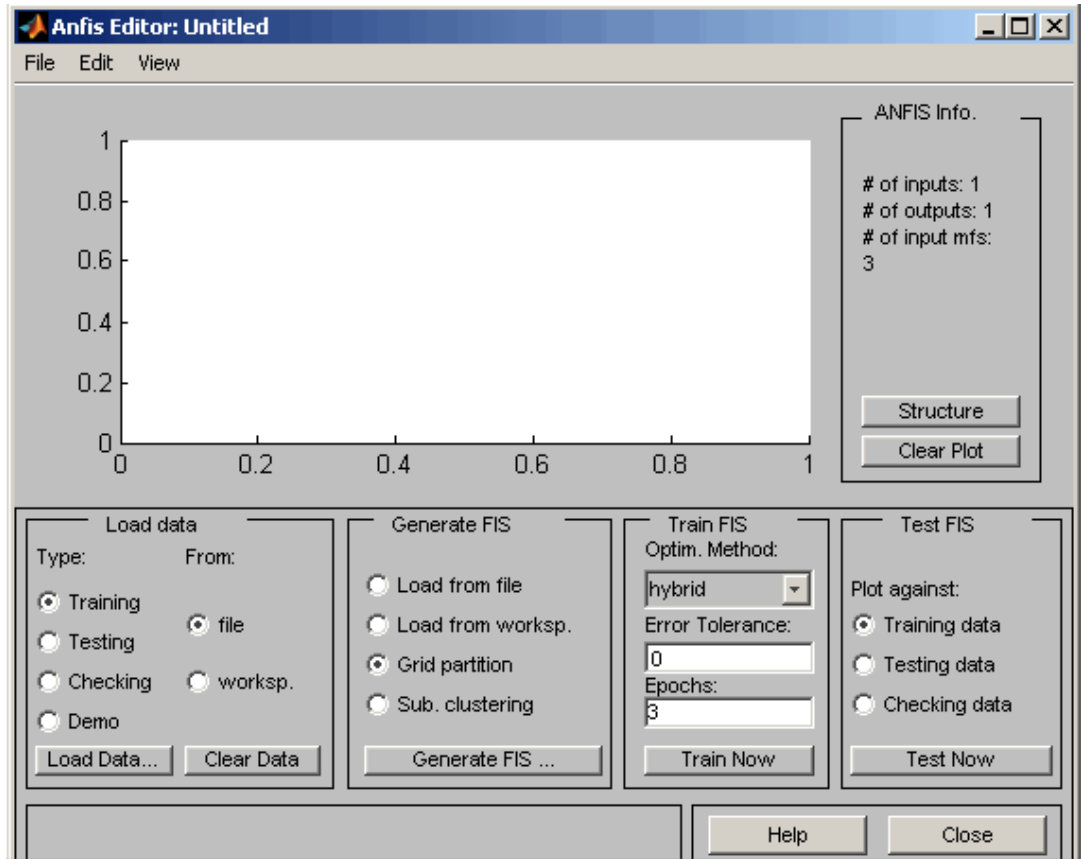 Anfis Editor: Untitled
File Edit View
ANFIS Info.
# of inputs: 1
# of outputs: 1
# of input mfs:
3
Structure
Clear Plot
1
0.8
0.6
0.4
0.2
0
0 0.2 0.4 0.6 0.8 1
Load data
Type: From:
Training
Testing
Checking
Demo
file
worksp.
Load Data... Clear Data
Generate FIS
Load from file
Load from worksp.
Grid partition
Sub. clustering
Generate FIS ...
Train FIS
Optim. Method:
hybrid
Error Tolerance:
0
Epochs:
3
Train Now
Test FIS
Plot against:
Training data
Testing data
Checking data
Test Now
Help Close